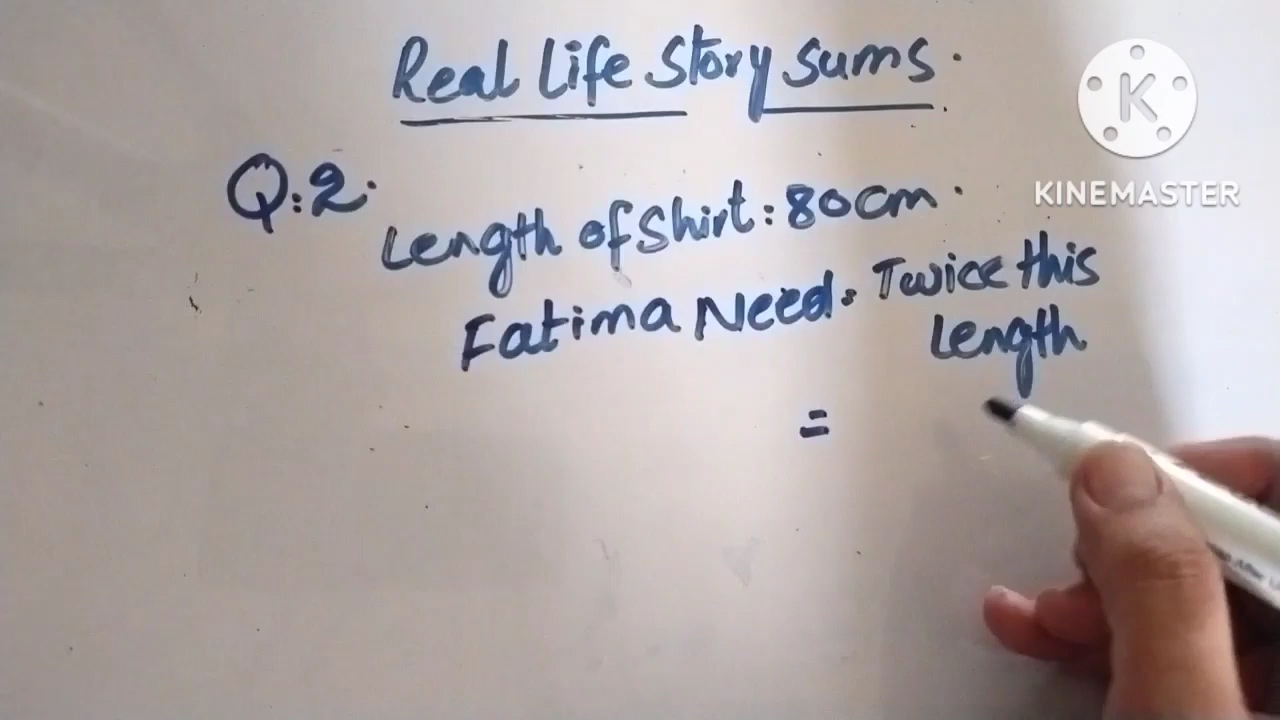 Real Life Story Sums.
K
KINEMASTER
Q:2.
Length of Shirt: 80cm.
Fatima Need: Twice this
Length
=